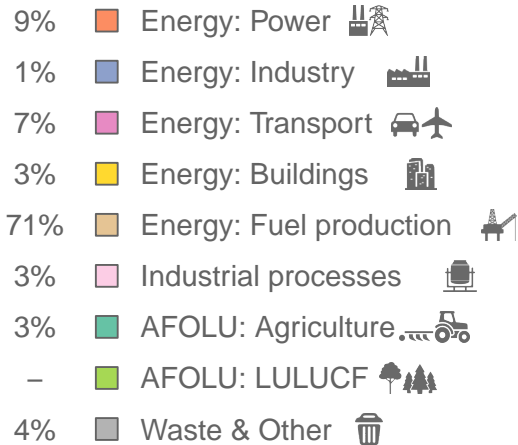 9% Energy: Power
1% Energy: Industry
7% Energy: Transport
3% Energy: Buildings
71% Energy: Fuel production
3% Industrial processes
3% AFOLU: Agriculture
– AFOLU: LULUCF
4% Waste & Other